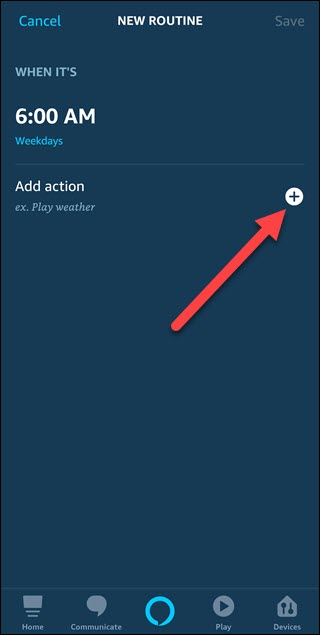 Cancel NEW ROUTINE Save
WHEN IT'S
6:00 AM
Weekdays
Add action
ex. Play weather
Home Communicate Play Devices